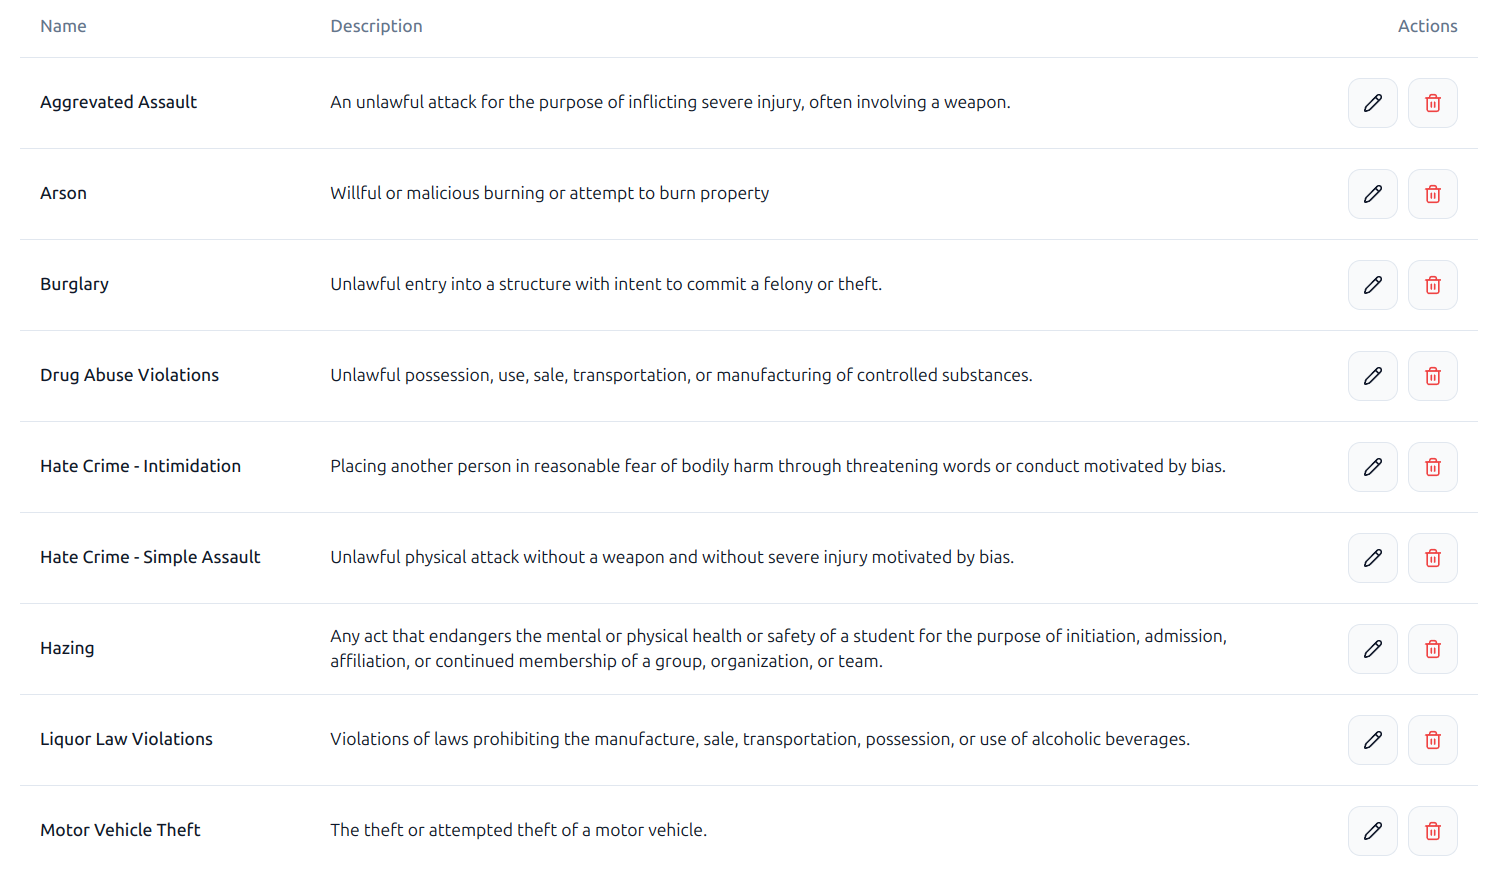 Name Description Actions
Aggrevated Assault An unlawful attack for the purpose of inflicting severe injury, often involving a weapon.
Arson Willful or malicious burning or attempt to burn property
Burglary Unlawful entry into a structure with intent to commit a felony or theft.
Drug Abuse Violations Unlawful possession, use, sale, transportation, or manufacturing of controlled substances.
Hate Crime - Intimidation Placing another person in reasonable fear of bodily harm through threatening words or conduct motivated by bias.
Hate Crime - Simple Assault Unlawful physical attack without a weapon and without severe injury motivated by bias.
Hazing Any act that endangers the mental or physical health or safety of a student for the purpose of initiation, admission,
affiliation, or continued membership of a group, organization, or team.
Liquor Law Violations Violations of laws prohibiting the manufacture, sale, transportation, possession, or use of alcoholic beverages.
Motor Vehicle Theft The theft or attempted theft of a motor vehicle.